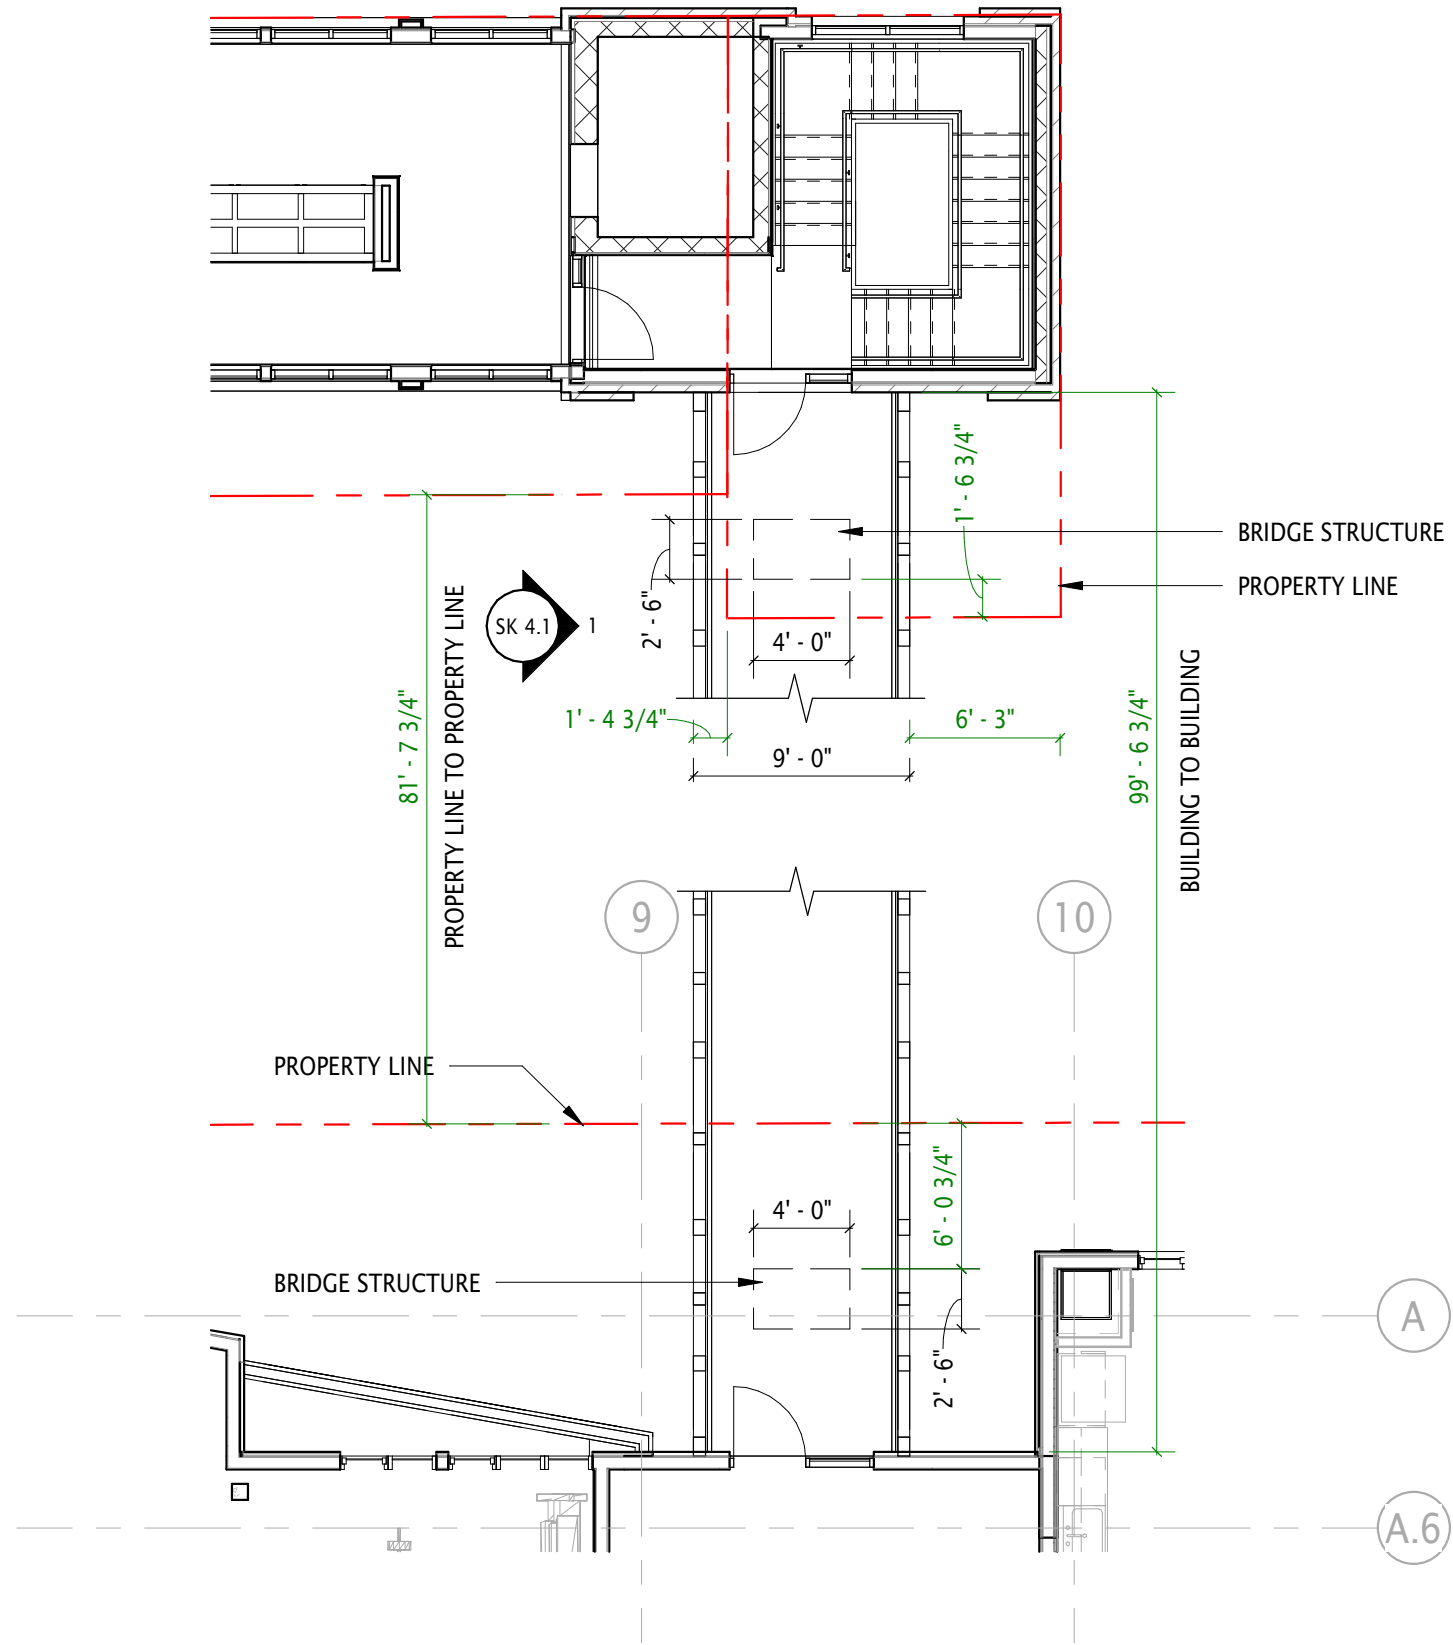 1' - 6 3/4"
BRIDGE STRUCTURE
PROPERTY LINE
2' - 6"
SK 4.1
1
4' - 0"
81' - 7 3/4"
PROPERTY LINE TO PROPERTY LINE
1' - 4 3/4"
6' - 3"
9' - 0"
99' - 6 3/4"
BUILDING TO BUILDING
9
10
PROPERTY LINE
6' - 0 3/4"
4' - 0"
BRIDGE STRUCTURE
2' - 6"
A
A.6